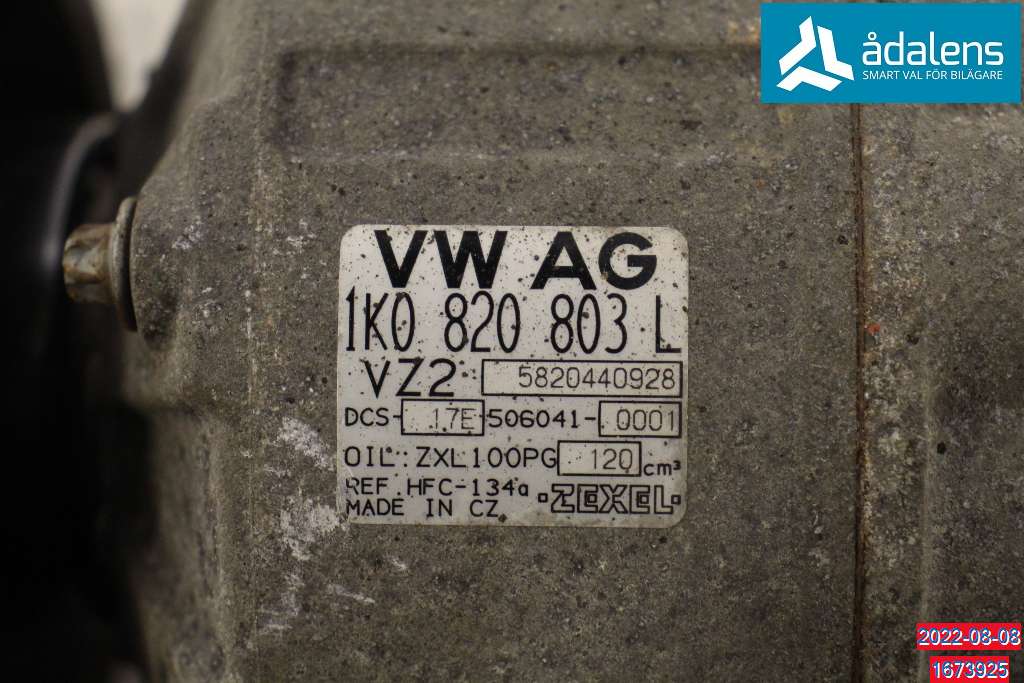 ådalens
SMART VAL FÖR BILÄGARE
VW AG
1K0 820 803 L
VZ2 5820440928
DCS- 17E 506041- 0001
OIL: ZXL100PG 120 cm³
REF. HFC-134a ·ZEXEL·
MADE IN CZ
2022-08-08
1673925